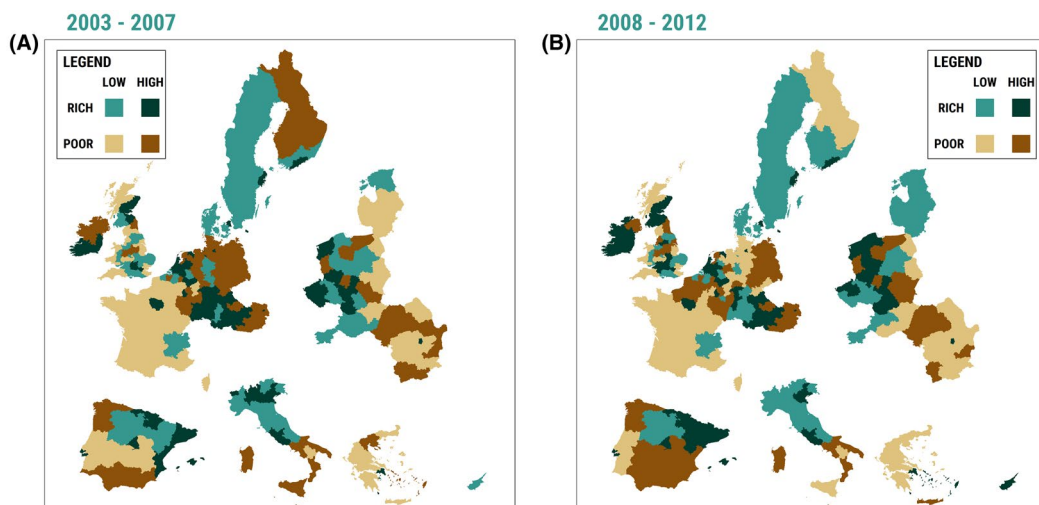 2003 - 2007
(A)
LEGEND
LOW HIGH
RICH
POOR
2008 - 2012
(B)
LEGEND
LOW HIGH
RICH
POOR